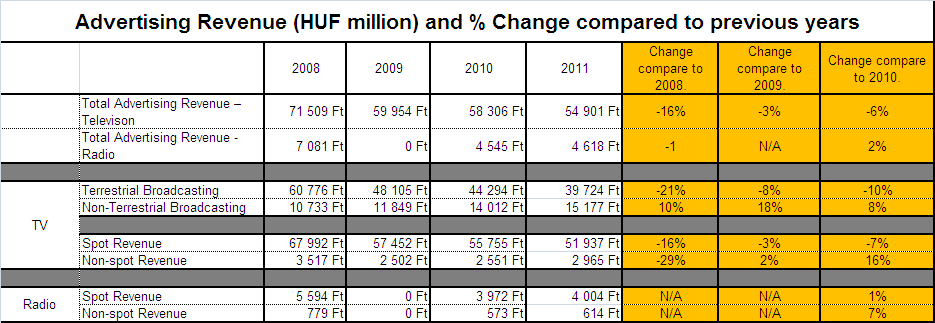 Advertising Revenue (HUF million) and % Change compared to previous years
2008 2009 2010 2011 Change compare to 2008. Change compare to 2009. Change compare to 2010.
Total Advertising Revenue – Televison 71 509 Ft 59 954 Ft 58 306 Ft 54 901 Ft -16% -3% -6%
Total Advertising Revenue - Radio 7 081 Ft 0 Ft 4 545 Ft 4 618 Ft -1 N/A 2%
TV
Terrestrial Broadcasting 60 776 Ft 48 105 Ft 44 294 Ft 39 724 Ft -21% -8% -10%
Non-Terrestrial Broadcasting 10 733 Ft 11 849 Ft 14 012 Ft 15 177 Ft 10% 18% 8%
Spot Revenue 67 992 Ft 57 452 Ft 55 755 Ft 51 937 Ft -16% -3% -7%
Non-spot Revenue 3 517 Ft 2 502 Ft 2 551 Ft 2 965 Ft -29% 2% 16%
Radio
Spot Revenue 5 594 Ft 0 Ft 3 972 Ft 4 004 Ft N/A N/A 1%
Non-spot Revenue 779 Ft 0 Ft 573 Ft 614 Ft N/A N/A 7%